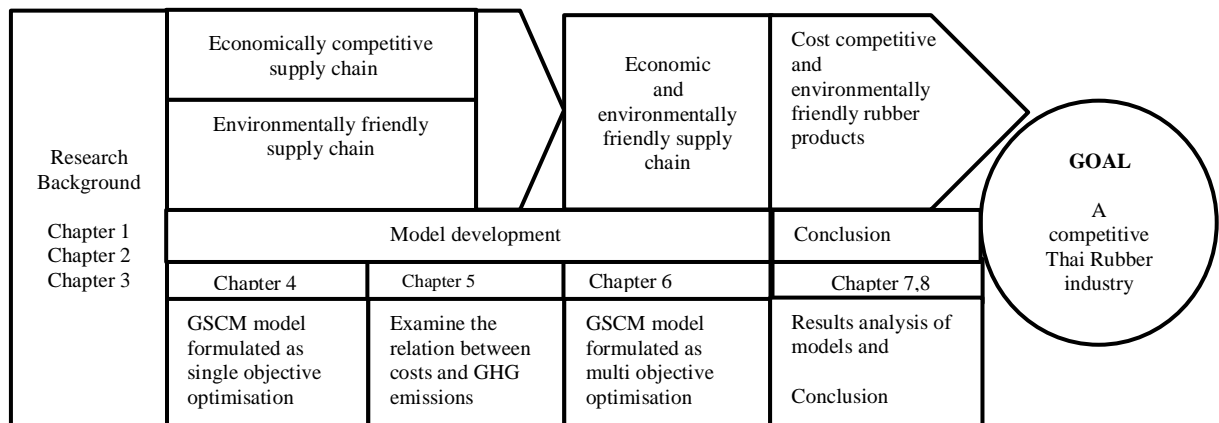 Research
Background
Chapter 1
Chapter 2
Chapter 3
Economically competitive
supply chain
Environmentally friendly
supply chain
Economic
and
environmentally
friendly supply
chain
Cost competitive
and
environmentally
friendly rubber
products
GOAL
A
competitive
Thai Rubber
industry
Model development
Conclusion
Chapter 4
Chapter 5
Chapter 6
Chapter 7,8
GSCM model
formulated as
single objective
optimisation
Examine the
relation between
costs and GHG
emissions
GSCM model
formulated as
multi objective
optimisation
Results analysis of
models and
Conclusion